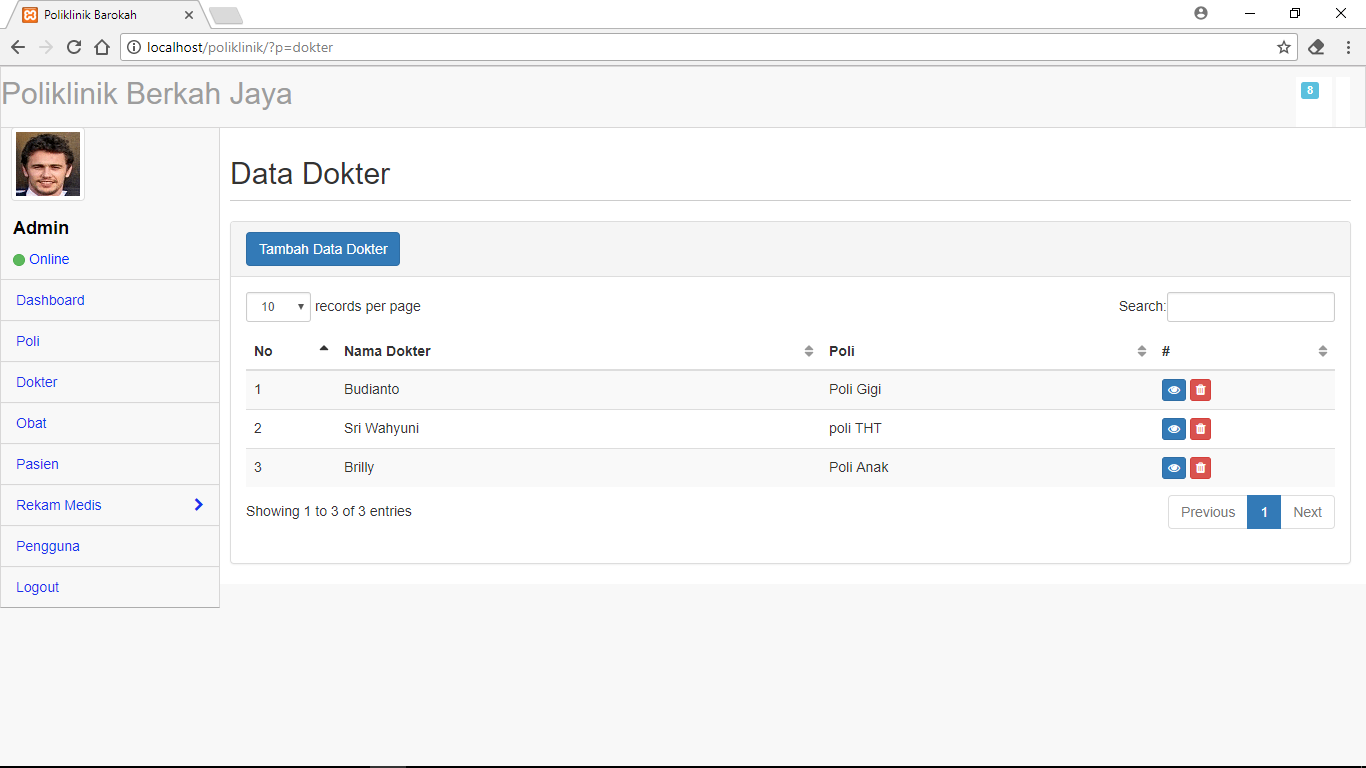 Poliklinik Barokah
localhost/poliklinik/?p=dokter
Poliklinik Berkah Jaya
8
Admin
Online
Dashboard
Poli
Dokter
Obat
Pasien
Rekam Medis
Pengguna
Logout
Data Dokter
Tambah Data Dokter
10 records per page Search:
No Nama Dokter Poli #
1 Budianto Poli Gigi
2 Sri Wahyuni poli THT
3 Brilly Poli Anak
Showing 1 to 3 of 3 entries Previous 1 Next